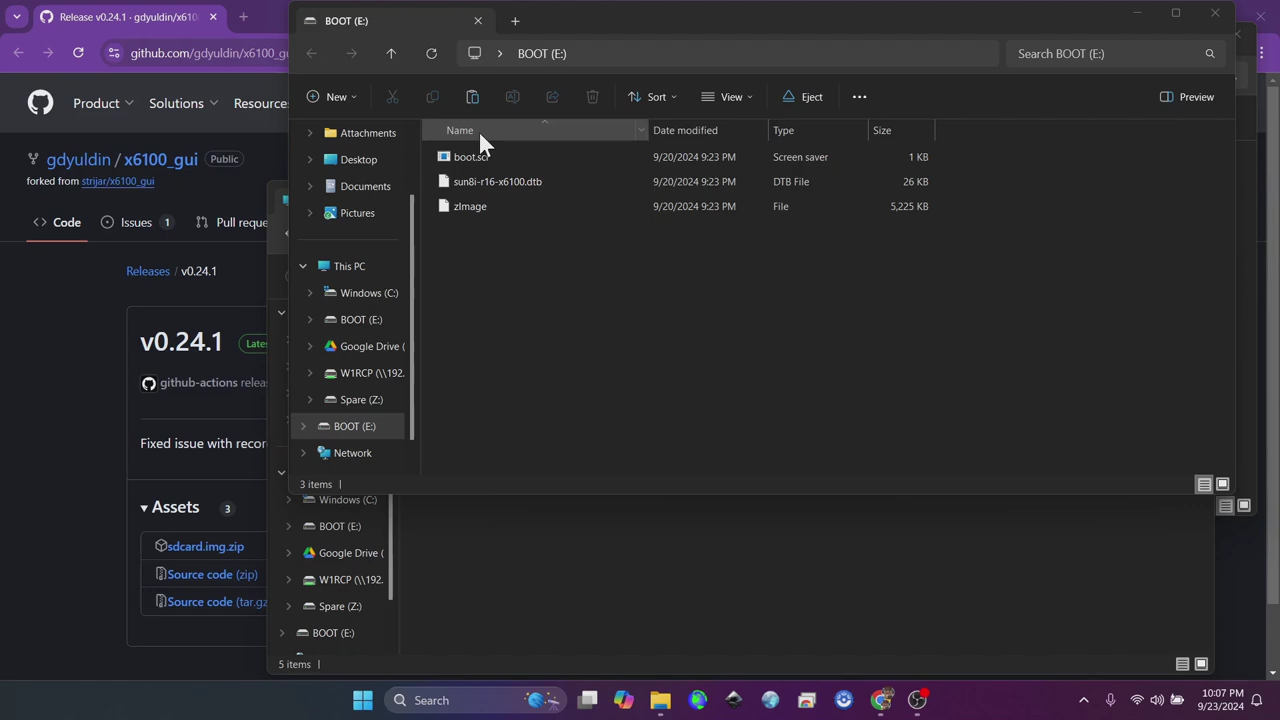 Release v0.24.1 · gdyuldin/x6100
BOOT (E:)
github.com/gdyuldin/x6100_gu
BOOT (E:)
Search BOOT (E:)
New
Sort
View
Eject
Preview
Product
Solutions
Resource
gdyuldin / x6100_gui Public
forked from strijar/x6100_gui
Code
Issues 1
Pull reque
Releases / v0.24.1
v0.24.1
Late
github-actions relea
Fixed issue with recor
Assets 3
sdcard.img.zip
Source code (zip)
Source code (tar.gz
Attachments
Desktop
Documents
Pictures
This PC
Windows (C:)
BOOT (E:)
Google Drive (
W1RCP (\\192.
Spare (Z:)
BOOT (E:)
Network
Name Date modified Type Size
boot.sc 9/20/2024 9:23 PM Screen saver 1 KB
sun8i-r16-x6100.dtb 9/20/2024 9:23 PM DTB File 26 KB
zImage 9/20/2024 9:23 PM File 5,225 KB
3 items
Windows (C:)
BOOT (E:)
Google Drive (
W1RCP (\\192.
Spare (Z:)
BOOT (E:)
5 items
Search
10:07 PM
9/23/2024